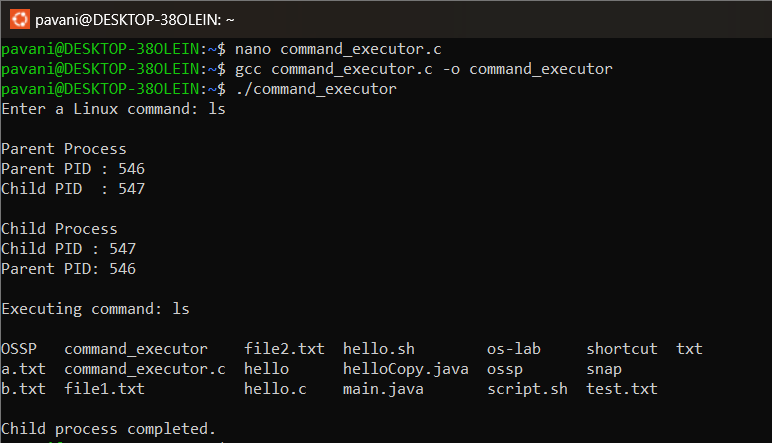 pavani@DESKTOP-38OLEIN: ~
pavani@DESKTOP-38OLEIN:~$ nano command_executor.c
pavani@DESKTOP-38OLEIN:~$ gcc command_executor.c -o command_executor
pavani@DESKTOP-38OLEIN:~$ ./command_executor
Enter a Linux command: ls
Parent Process
Parent PID : 546
Child PID  : 547
Child Process
Child PID : 547
Parent PID: 546
Executing command: ls
OSSP   command_executor    file2.txt  hello.sh        os-lab     shortcut  txt
a.txt  command_executor.c  hello      helloCopy.java  ossp       snap
b.txt  file1.txt           hello.c    main.java       script.sh  test.txt
Child process completed.